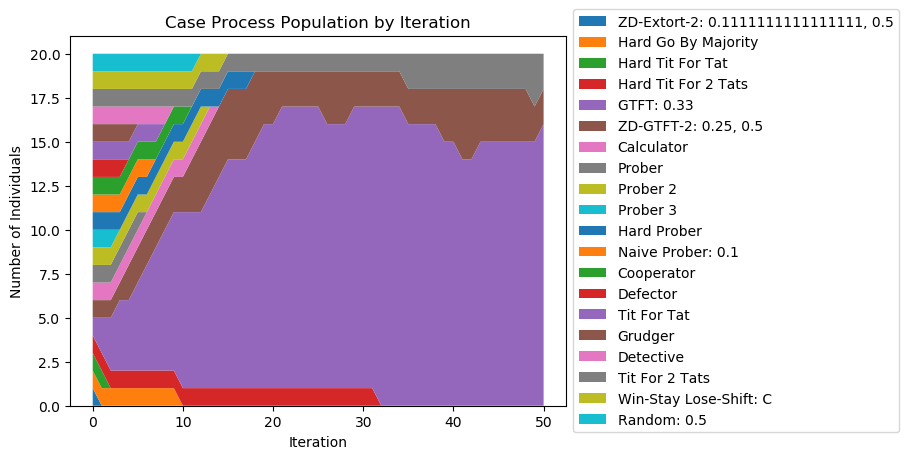 Case Process Population by Iteration
Number of Individuals
20.0
17.5
15.0
12.5
10.0
7.5
5.0
2.5
0.0
0 10 20 30 40 50
Iteration
ZD-Extort-2: 0.1111111111111111, 0.5
Hard Go By Majority
Hard Tit For Tat
Hard Tit For 2 Tats
GTFT: 0.33
ZD-GTFT-2: 0.25, 0.5
Calculator
Prober
Prober 2
Prober 3
Hard Prober
Naive Prober: 0.1
Cooperator
Defector
Tit For Tat
Grudger
Detective
Tit For 2 Tats
Win-Stay Lose-Shift: C
Random: 0.5